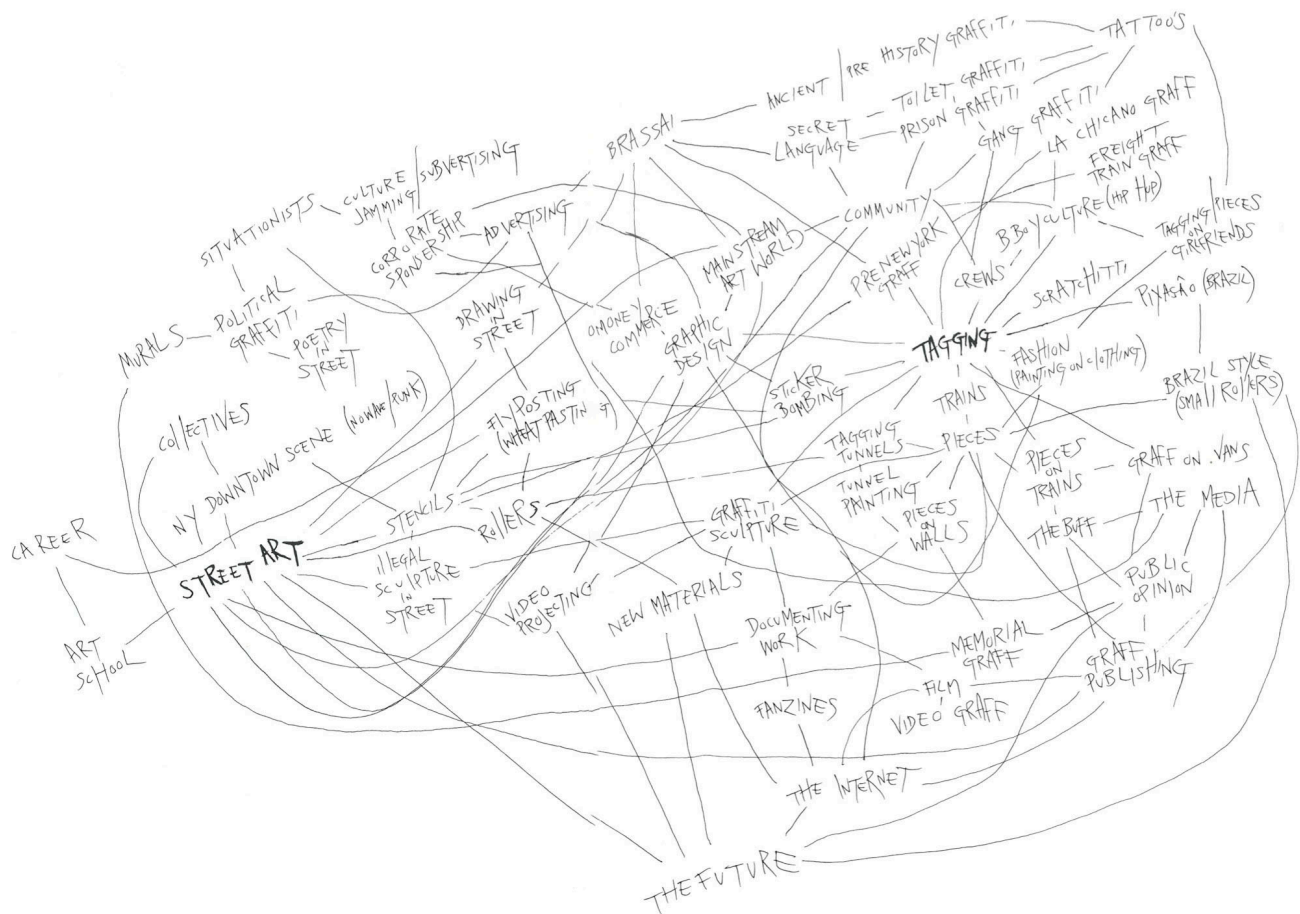 ANCIENT / PRE HISTORY GRAFFITI
TATTOO'S
TOILET GRAFFITI
SECRET
LANGUAGE
PRISON GRAFFITI
GANG GRAFFITI
LA CHICANO GRAFF
FREIGHT
TRAIN GRAFF
BRASSAI
CULTURE / SUBVERTISING
JAMMING
SITUATIONISTS
CORPORATE
SPONSERSHIP
ADVERTISING
COMMUNITY
B BOY CULTURE (HIP HOP)
TAGGING / PIECES
ON
GIRLFRIENDS
MAINSTREAM
ART WORLD
PRE NEW YORK
GRAFF
CREWS
SCRATCHITTI
PIXASÃO (BRAZIL)
MURALS
POLITICAL
GRAFFITI
POETRY
IN
STREET
DRAWING
IN
STREET
COMMERCE
GRAPHIC
DESIGN
TAGGING
FASHION
(PAINTING ON CLOTHING)
STICKER
BOMBING
TRAINS
BRAZIL STYLE
(SMALL ROLLERS)
COLLECTIVES
NY DOWNTOWN SCENE (NOWAVE/PUNK)
FLYPOSTING
(WHEATPASTING)
TAGGING
TUNNELS
PIECES
TUNNEL
PAINTING
PIECES
ON
TRAINS
GRAFF ON VANS
THE MEDIA
CAREER
STREET ART
STENCILS
ROLLERS
GRAFFITI
SCULPTURE
PIECES
ON
WALLS
THE BUFF
ILLEGAL
SCULPTURE
IN
STREET
VIDEO
PROJECTING
NEW MATERIALS
PUBLIC
OPINION
ART
SCHOOL
DOCUMENTING
WORK
MEMORIAL
GRAFF
GRAFF
PUBLISHING
FANZINES
FILM
VIDEO GRAFF
THE INTERNET
THE FUTURE